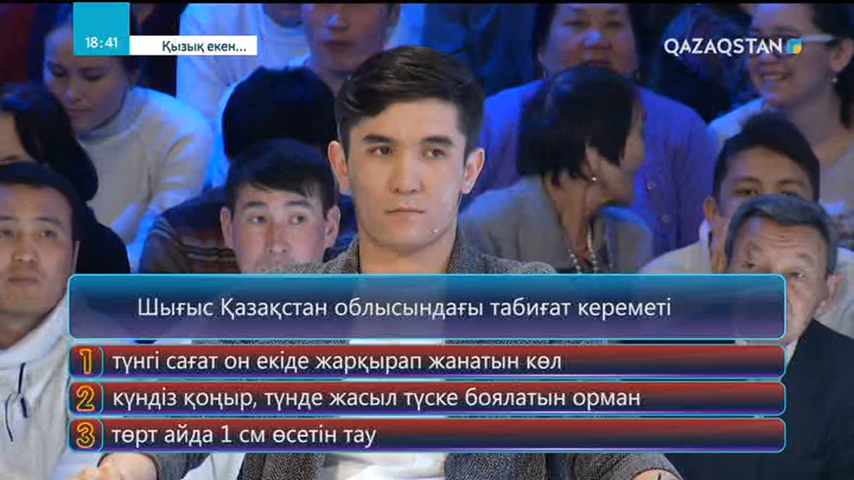 18:41
Қызық екен...
QAZAQSTAN
Шығыс Қазақстан облысындағы табиғат кереметі
1 түнгі сағат он екіде жарқырап жанатын көл
2 күндіз қоңыр, түнде жасыл түске боялатын орман
3 төрт айда 1 см өсетін тау